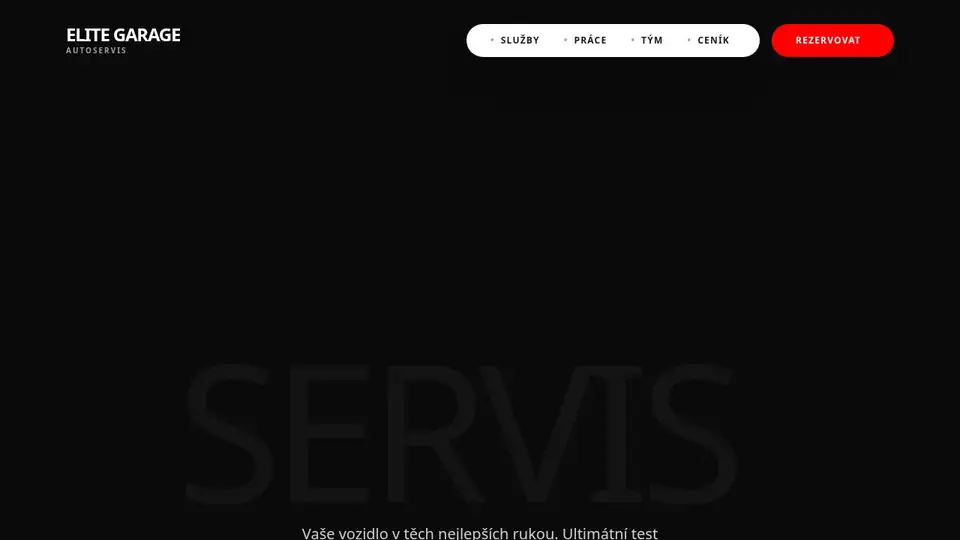 ELITE GARAGE
AUTOSERVIS
SLUŽBY
PRÁCE
TÝM
CENÍK
REZERVOVAT
SERVIS
Vaše vozidlo v těch nejlepších rukou. Ultimátní test